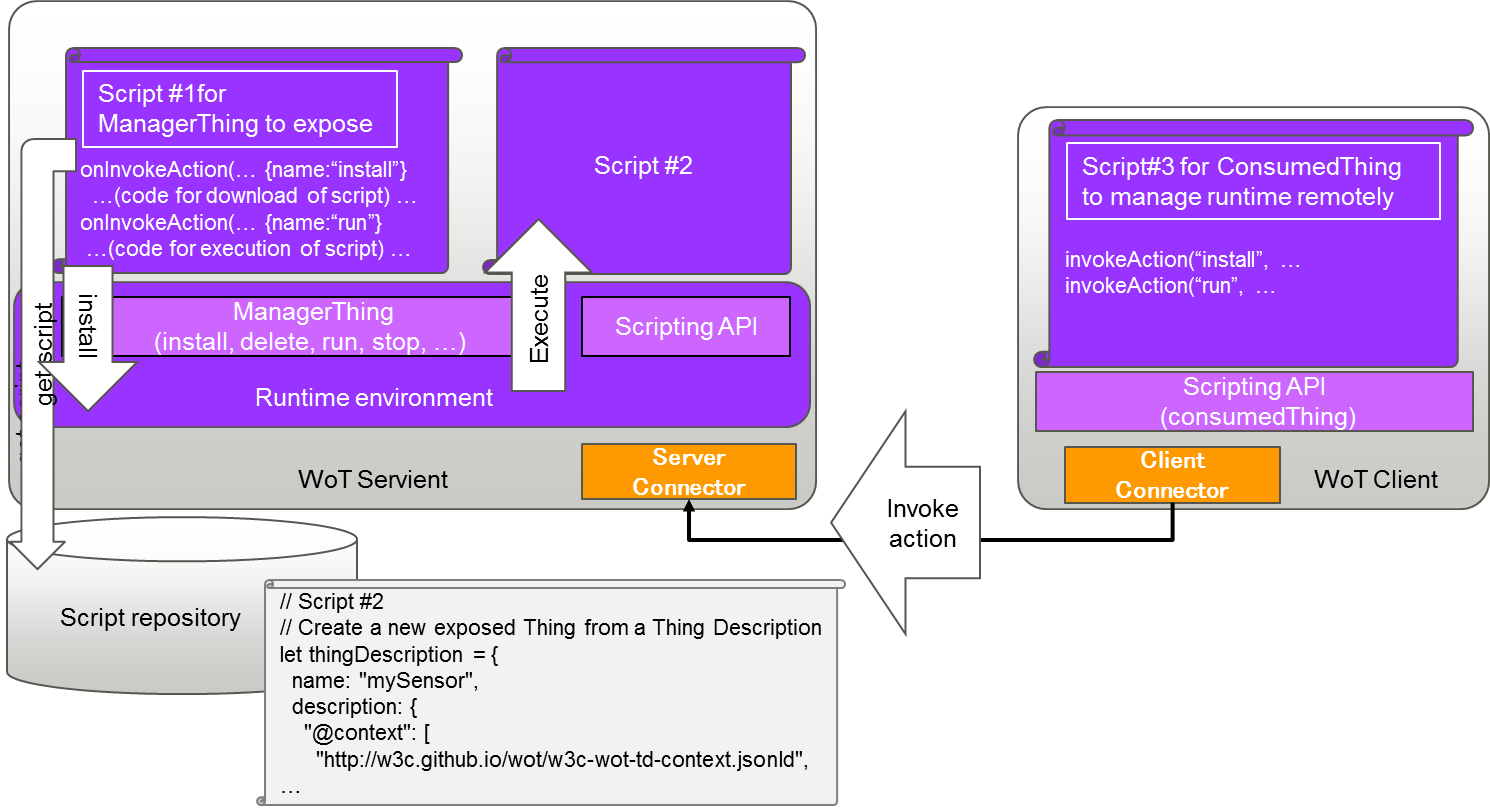 Script #1for
ManagerThing to expose
onInvokeAction(… {name:“install”}
…(code for download of script) …
onInvokeAction(… {name:“run”}
…(code for execution of script) …
Script #2
get script
install
Execute
ManagerThing
(install, delete, run, stop, …)
Scripting API
Runtime environment
WoT Servient
Server
Connector
Script#3 for ConsumedThing
to manage runtime remotely
invokeAction(“install”, …
invokeAction(“run”, …
Scripting API
(consumedThing)
Client
Connector
WoT Client
Invoke
action
Script repository
// Script #2
// Create a new exposed Thing from a Thing Description
let thingDescription = {
name: "mySensor",
description: {
"@context": [
"http://w3c.github.io/wot/w3c-wot-td-context.jsonld",
…